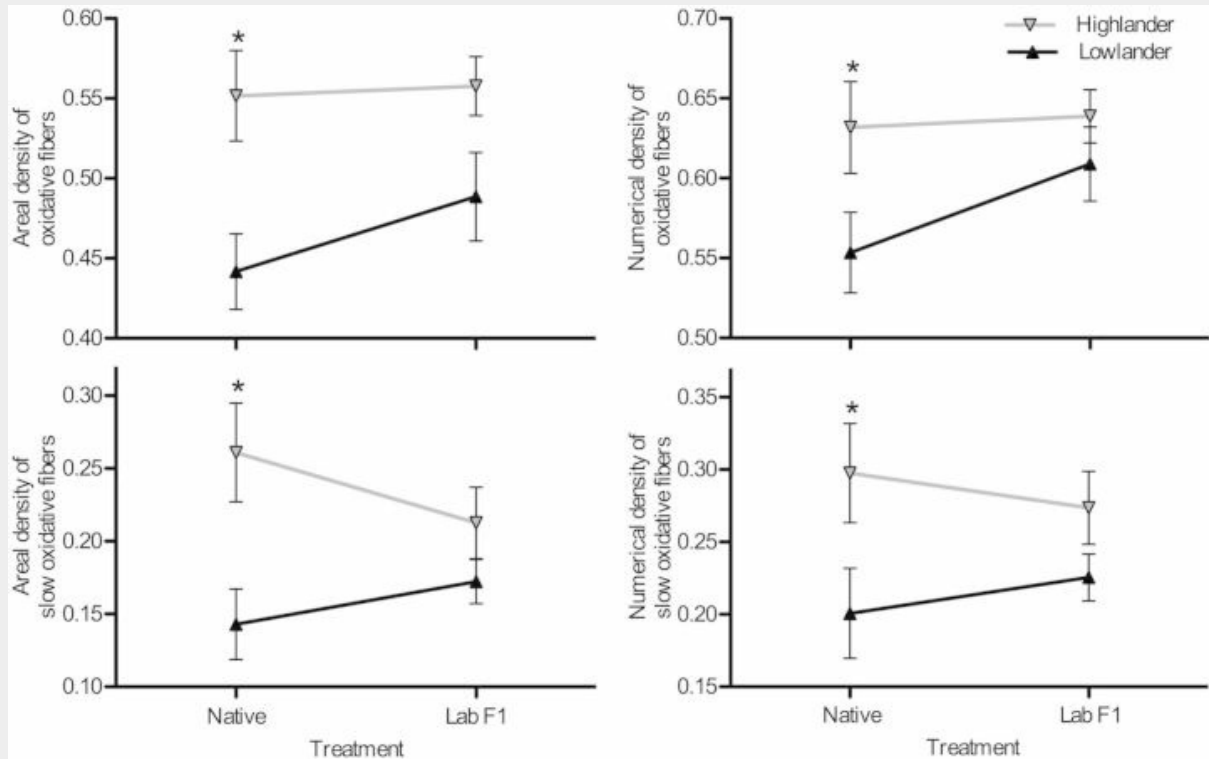 Areal density of
oxidative fibers
0.60
*
0.55
0.50
0.45
0.40
Numerical density of
oxidative fibers
0.70
*
0.65
0.60
0.55
0.50
Highlander
Lowlander
Areal density of
slow oxidative fibers
0.30
*
0.25
0.20
0.15
0.10
Native
Lab F1
Treatment
Numerical density of
slow oxidative fibers
0.35
*
0.30
0.25
0.20
0.15
Native
Lab F1
Treatment